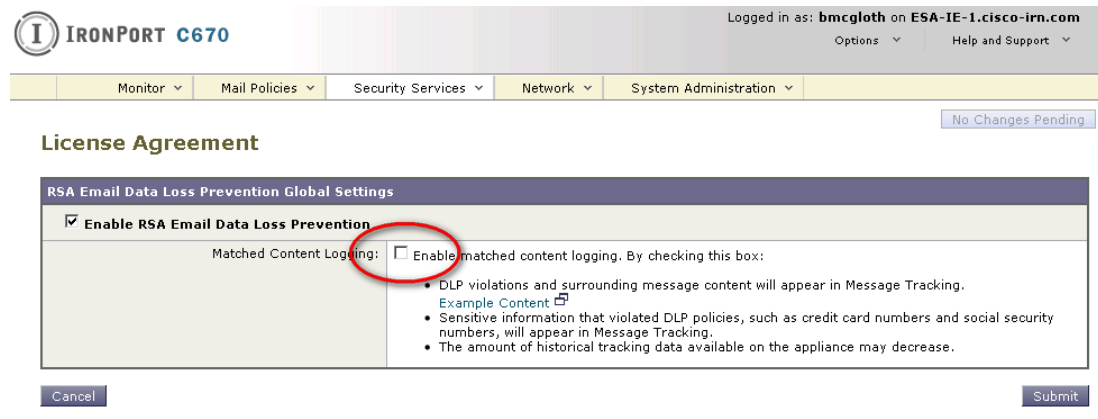 Logged in as: bmcgloth on ESA-IE-1.cisco-irn.com
I IRONPORT C670
Options Help and Support
Monitor Mail Policies Security Services Network System Administration
No Changes Pending
License Agreement
RSA Email Data Loss Prevention Global Settings
Enable RSA Email Data Loss Prevention
Matched Content Logging: Enable matched content logging. By checking this box:
• DLP violations and surrounding message content will appear in Message Tracking.
Example Content
• Sensitive information that violated DLP policies, such as credit card numbers and social security
numbers, will appear in Message Tracking.
• The amount of historical tracking data available on the appliance may decrease.
Cancel Submit